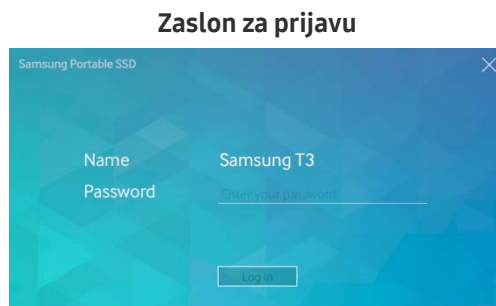 Zaslon za prijavu
Samsung Portable SSD
Name Samsung T3
Password Enter your password
Log in